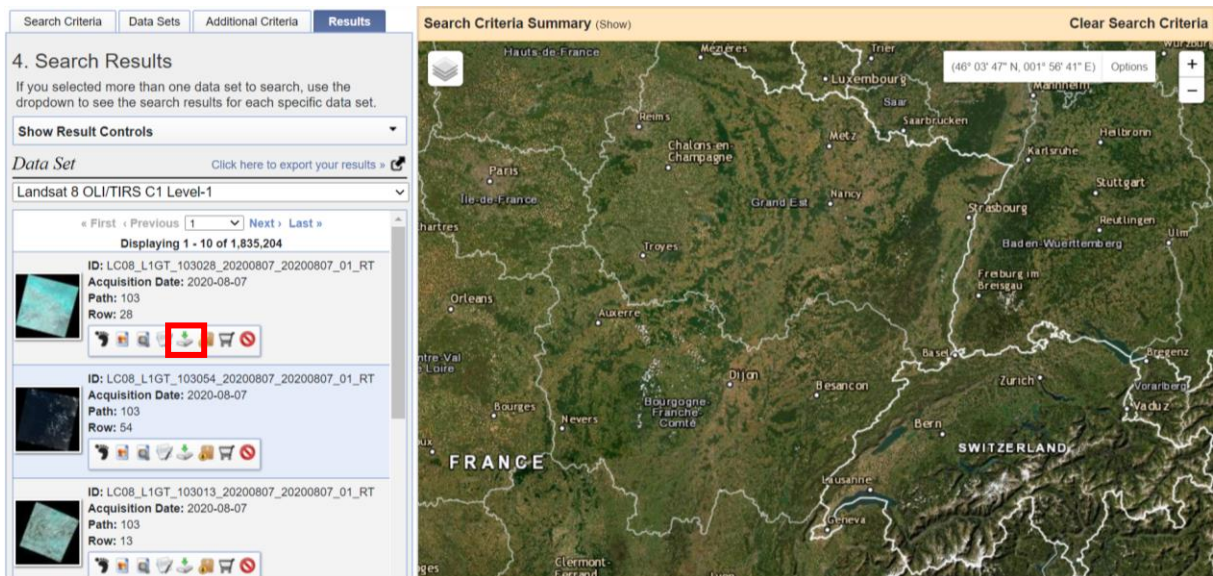 Search Criteria Data Sets Additional Criteria Results
4. Search Results
If you selected more than one data set to search, use the
dropdown to see the search results for each specific data set.
Show Result Controls
Data Set Click here to export your results »
Landsat 8 OLI/TIRS C1 Level-1
« First ‹ Previous 1 Next › Last »
Displaying 1 - 10 of 1,835,204
ID: LC08_L1GT_103028_20200807_20200807_01_RT
Acquisition Date: 2020-08-07
Path: 103
Row: 28
ID: LC08_L1GT_103054_20200807_20200807_01_RT
Acquisition Date: 2020-08-07
Path: 103
Row: 54
ID: LC08_L1GT_103013_20200807_20200807_01_RT
Acquisition Date: 2020-08-07
Path: 103
Row: 13
Search Criteria Summary (Show) Clear Search Criteria
(46° 03' 47" N, 001° 56' 41" E) Options
+
−
Hauts-de-France
Mézières
Trier
Luxembourg
Mannheim
Saar
Saarbrucken
Reims
Metz
Heilbronn
Karlsruhe
Chalons-en-
Champagne
Paris
Île-de-France
Nancy
Grand Est
Stuttgart
Strasbourg
Reutlingen
Ulm
hartres
Troyes
Baden-Wuerttemberg
Freiburg im
Breisgau
Orleans
Auxerre
ntre-Val
Loire
Basel
Bregenz
Dijon
Besancon
Zurich
Vorarlberg
Vaduz
Bourges
Nevers
Bourgogne-
Franche-
Comté
Bern
SWITZERLAND
FRANCE
Lausanne
Geneva
Clermont-
Ferrand